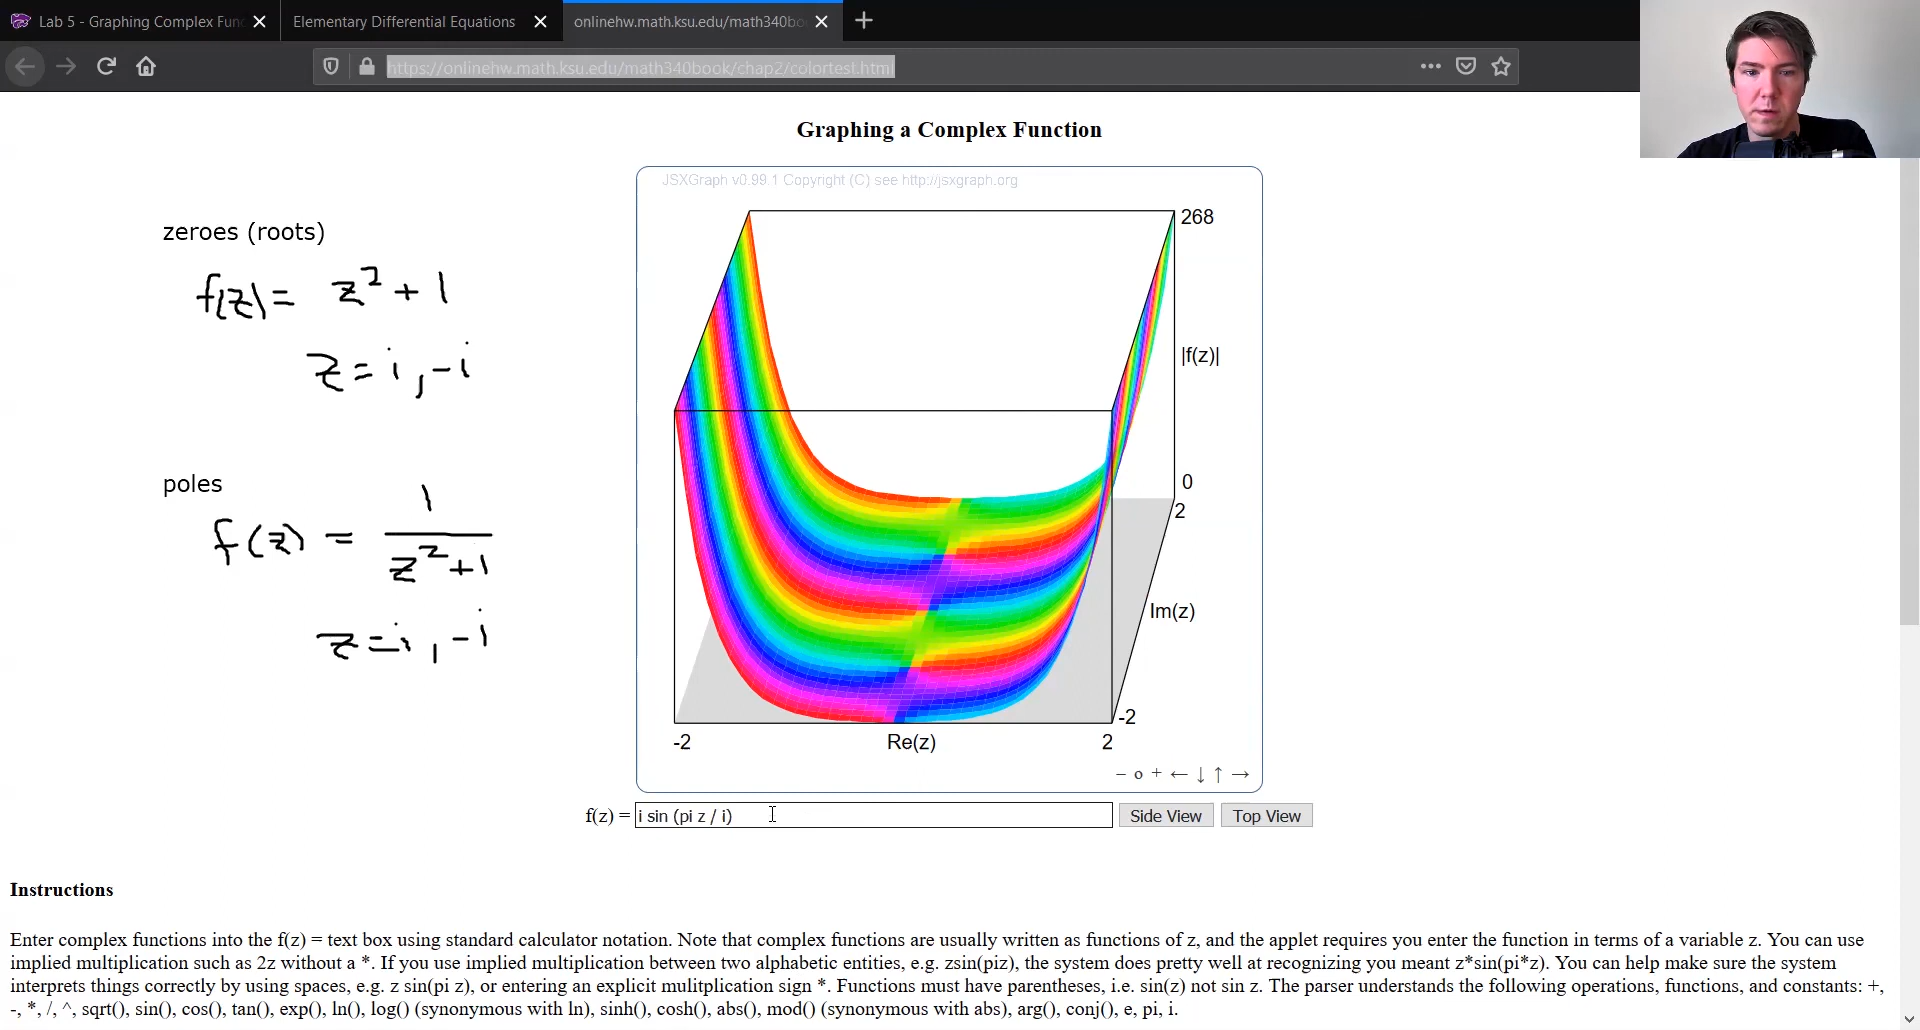 Lab 5 - Graphing Complex Fun
Elementary Differential Equations
onlinehw.math.ksu.edu/math340bo
https://onlinehw.math.ksu.edu/math340book/chap2/colortest.html
Graphing a Complex Function
JSXGraph v0.99.1 Copyright (C) see http://jsxgraph.org
zeroes (roots)
f(z) = z² + 1
z = i, -i
poles
f(z) = 1/(z²+1)
z = i, -i
268
|f(z)|
0
2
Im(z)
-2
-2
Re(z)
2
− o + ← ↓ ↑ →
f(z) = i sin (pi z / i)
Side View
Top View
Instructions
Enter complex functions into the f(z) = text box using standard calculator notation. Note that complex functions are usually written as functions of z, and the applet requires you enter the function in terms of a variable z. You can use
implied multiplication such as 2z without a *. If you use implied multiplication between two alphabetic entities, e.g. zsin(piz), the system does pretty well at recognizing you meant z*sin(pi*z). You can help make sure the system
interprets things correctly by using spaces, e.g. z sin(pi z), or entering an explicit mulitplication sign *. Functions must have parentheses, i.e. sin(z) not sin z. The parser understands the following operations, functions, and constants: +,
-, *, /, ^, sqrt(), sin(), cos(), tan(), exp(), ln(), log() (synonymous with ln), sinh(), cosh(), abs(), mod() (synonymous with abs), arg(), conj(), e, pi, i.